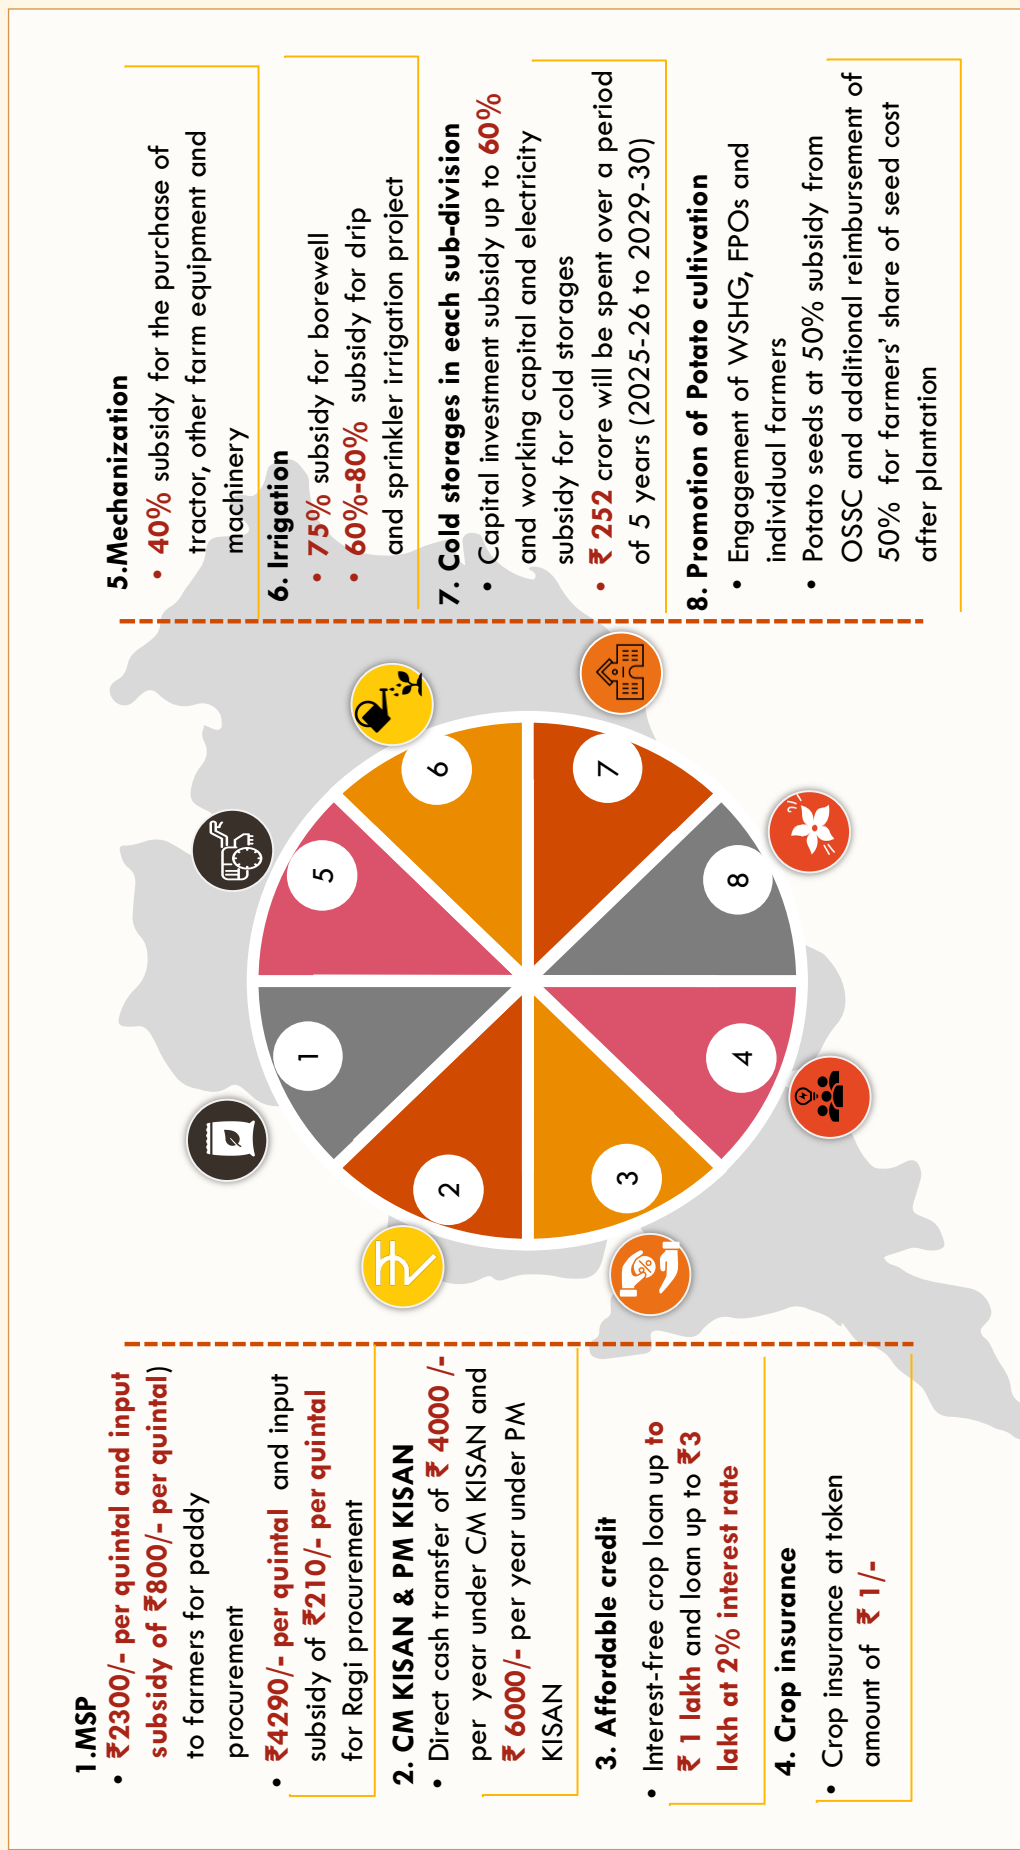 1.MSP
• ₹2300/- per quintal and input
subsidy of ₹800/- per quintal)
to farmers for paddy
procurement
• ₹4290/- per quintal and input
subsidy of ₹210/- per quintal
for Ragi procurement
2. CM KISAN & PM KISAN
• Direct cash transfer of ₹ 4000 /-
per year under CM KISAN and
₹ 6000/- per year under PM
KISAN
3. Affordable credit
• Interest-free crop loan up to
₹ 1 lakh and loan up to ₹3
lakh at 2% interest rate
4. Crop insurance
• Crop insurance at token
amount of ₹ 1/-
1
2
3
4
5
6
7
8
5.Mechanization
• 40% subsidy for the purchase of
tractor, other farm equipment and
machinery
6. Irrigation
• 75% subsidy for borewell
• 60%-80% subsidy for drip
and sprinkler irrigation project
7. Cold storages in each sub-division
• Capital investment subsidy up to 60%
and working capital and electricity
subsidy for cold storages
• ₹ 252 crore will be spent over a period
of 5 years (2025-26 to 2029-30)
8. Promotion of Potato cultivation
• Engagement of WSHG, FPOs and
individual farmers
• Potato seeds at 50% subsidy from
OSSC and additional reimbursement of
50% for farmers’ share of seed cost
after plantation